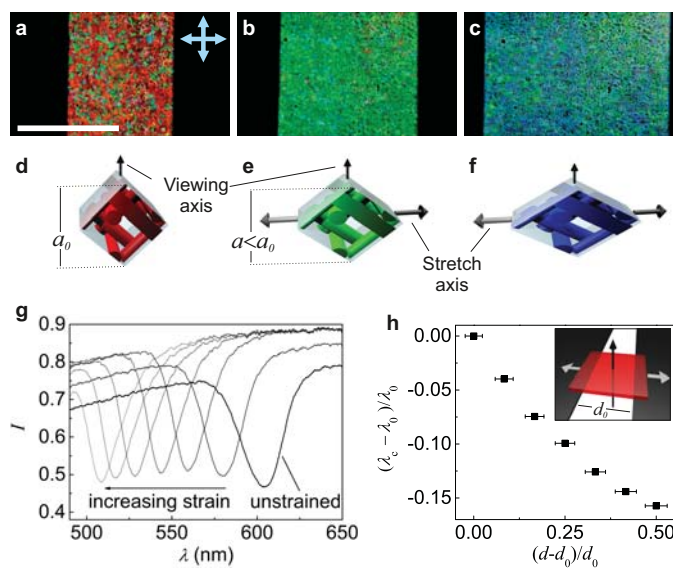 a
b
c
d
Viewing
axis
e
f
a₀
a<a₀
Stretch
axis
g
0.9
0.8
0.7
0.6
0.5
0.4
I
increasing strain
unstrained
500
550
600
650
λ (nm)
h
0.00
-0.05
-0.10
-0.15
(λc – λ₀)/λ₀
d₀
0.00
0.25
0.50
(d-d₀)/d₀